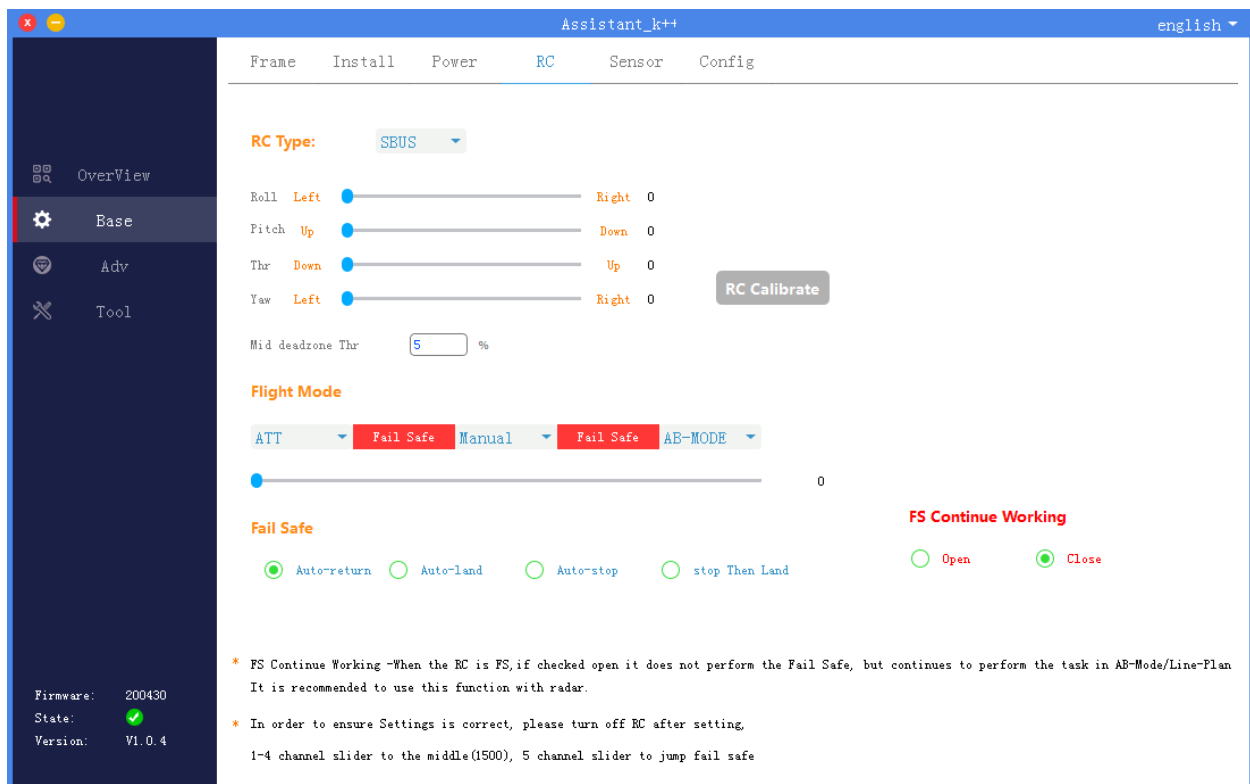 x Assistant_k++ english
Frame Install Power RC Sensor Config
OverView
Base
Adv
Tool
RC Type: SBUS
Roll Left Right 0
Pitch Up Down 0
Thr Down Up 0
Yaw Left Right 0
RC Calibrate
Mid deadzone Thr 5 %
Flight Mode
ATT Fail Safe Manual Fail Safe AB-MODE
0
Fail Safe
Auto-return Auto-land Auto-stop stop Then Land
FS Continue Working
Open Close
* FS Continue Working -When the RC is FS,if checked open it does not perform the Fail Safe, but continues to perform the task in AB-Mode/Line-Plan
It is recommended to use this function with radar.
* In order to ensure Settings is correct, please turn off RC after setting,
1-4 channel slider to the middle(1500), 5 channel slider to jump fail safe
Firmware: 200430
State:
Version: V1.0.4